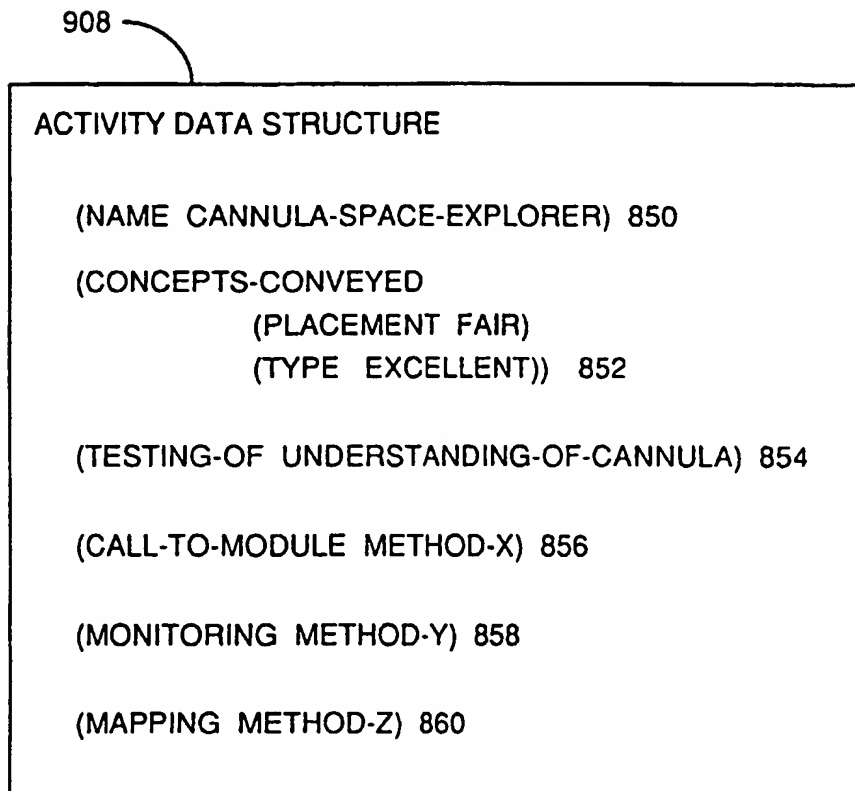 908
ACTIVITY DATA STRUCTURE
(NAME CANNULA-SPACE-EXPLORER) 850
(CONCEPTS-CONVEYED
(PLACEMENT FAIR)
(TYPE EXCELLENT)) 852
(TESTING-OF UNDERSTANDING-OF-CANNULA) 854
(CALL-TO-MODULE METHOD-X) 856
(MONITORING METHOD-Y) 858
(MAPPING METHOD-Z) 860